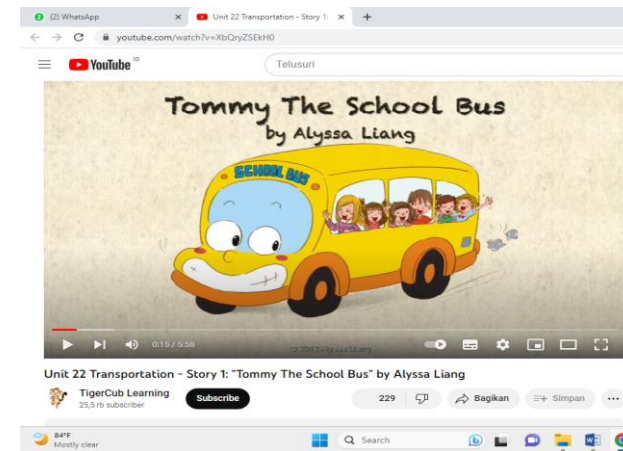 (2) WhatsApp
Unit 22 Transportation - Story 1:
youtube.com/watch?v=XbQryZSEkH0
YouTube ID
Telusuri
Tommy The School Bus
by Alyssa Liang
SCHOOL BUS
0:15 / 5:58
Unit 22 Transportation - Story 1: "Tommy The School Bus" by Alyssa Liang
TigerCub Learning
25,5 rb subscriber
Subscribe
229
Bagikan
Simpan
84°F
Mostly clear
Search